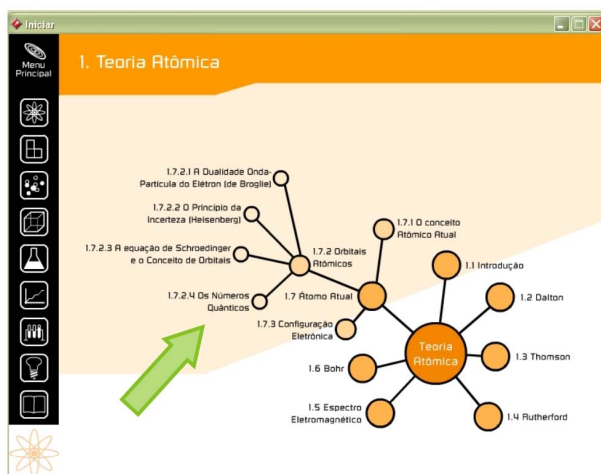 Iniciar
Menu
Principal
1. Teoria Atômica
1.7.2.1 A Dualidade Onda-
Partícula do Elétron (de Broglie)
1.7.2.2 O Princípio da
Incerteza (Heisenberg)
1.7.2.3 A equação de Schroedinger
e o Conceito de Orbitals
1.7.2.4 Os Números
Quânticos
1.7.2 Orbitais
Atômicos
1.7.1 O conceito
Atômico Atual
1.7 Átomo Atual
1.7.3 Configuração
Eletrônica
1.1 Introdução
1.2 Dalton
1.3 Thomson
1.4 Rutherford
1.5 Espectro
Eletromagnético
1.6 Bohr
Teoria
Atômica